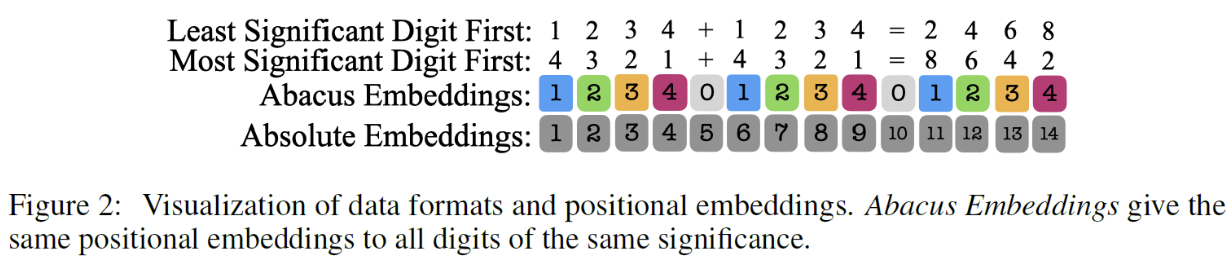 Least Significant Digit First: 1 2 3 4 + 1 2 3 4 = 2 4 6 8
Most Significant Digit First: 4 3 2 1 + 4 3 2 1 = 8 6 4 2
Abacus Embeddings: 1 2 3 4 0 1 2 3 4 0 1 2 3 4
Absolute Embeddings: 1 2 3 4 5 6 7 8 9 10 11 12 13 14
Figure 2: Visualization of data formats and positional embeddings. Abacus Embeddings give the
same positional embeddings to all digits of the same significance.